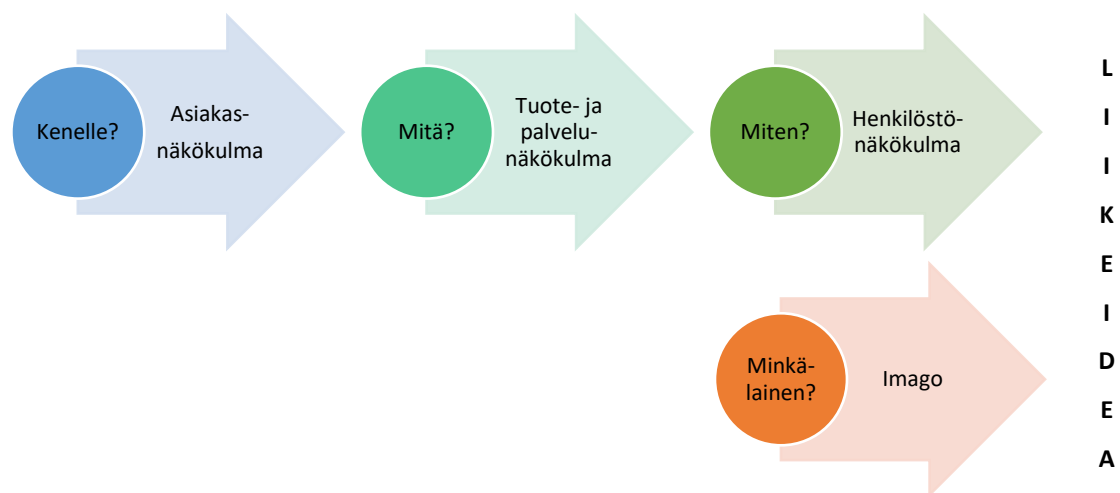 Kenelle?
Asiakas-
näkökulma
Mitä?
Tuote- ja
palvelu-
näkökulma
Miten?
Henkilöstö-
näkökulma
Minkä-
lainen?
Imago
L
I
I
K
E
I
D
E
A